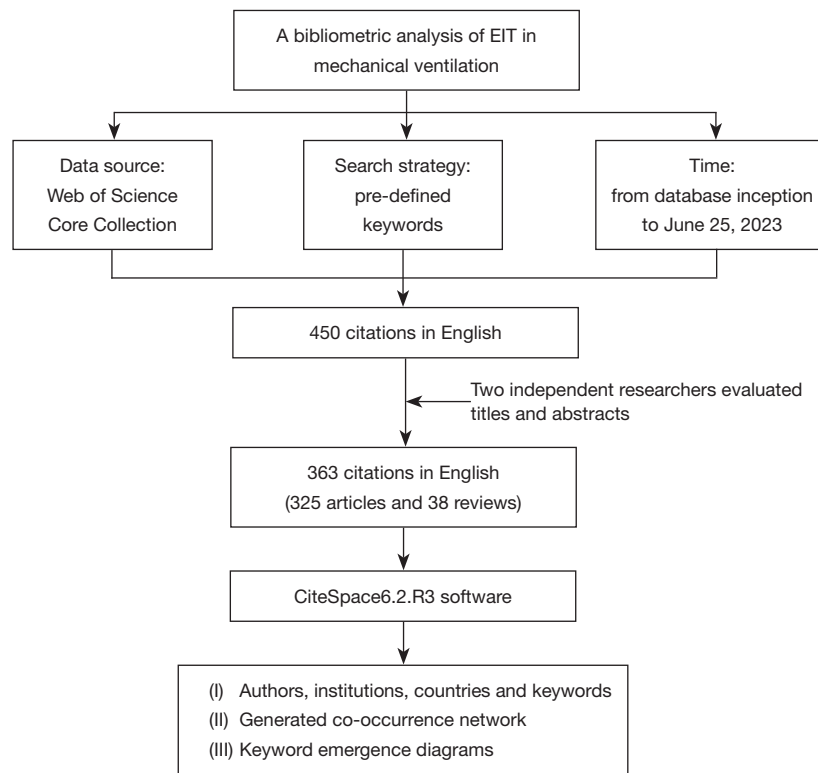 A bibliometric analysis of EIT in
mechanical ventilation
Data source:
Web of Science
Core Collection
Search strategy:
pre-defined
keywords
Time:
from database inception
to June 25, 2023
450 citations in English
Two independent researchers evaluated
titles and abstracts
363 citations in English
(325 articles and 38 reviews)
CiteSpace6.2.R3 software
(I) Authors, institutions, countries and keywords
(II) Generated co-occurrence network
(III) Keyword emergence diagrams